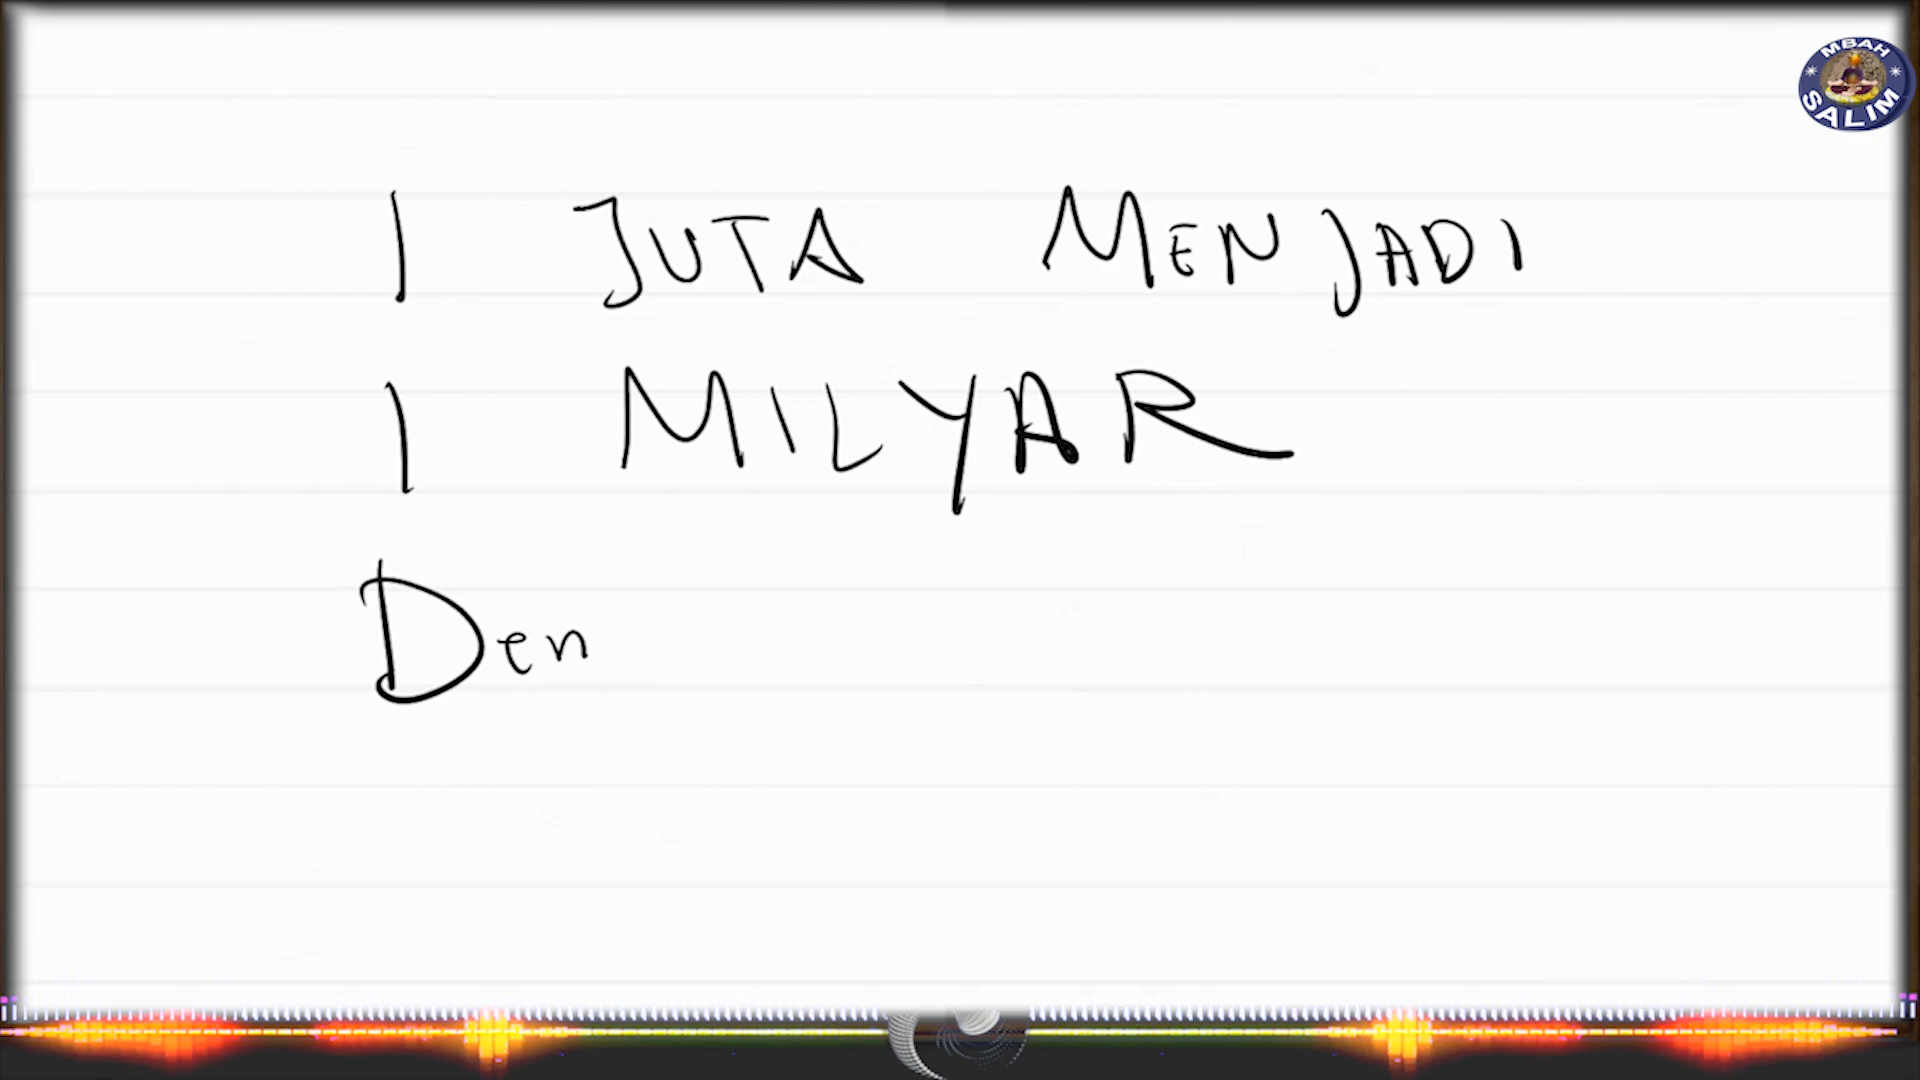 MBAH
SALIM
1 JUTA MENJADI
1 MILYAR
Den